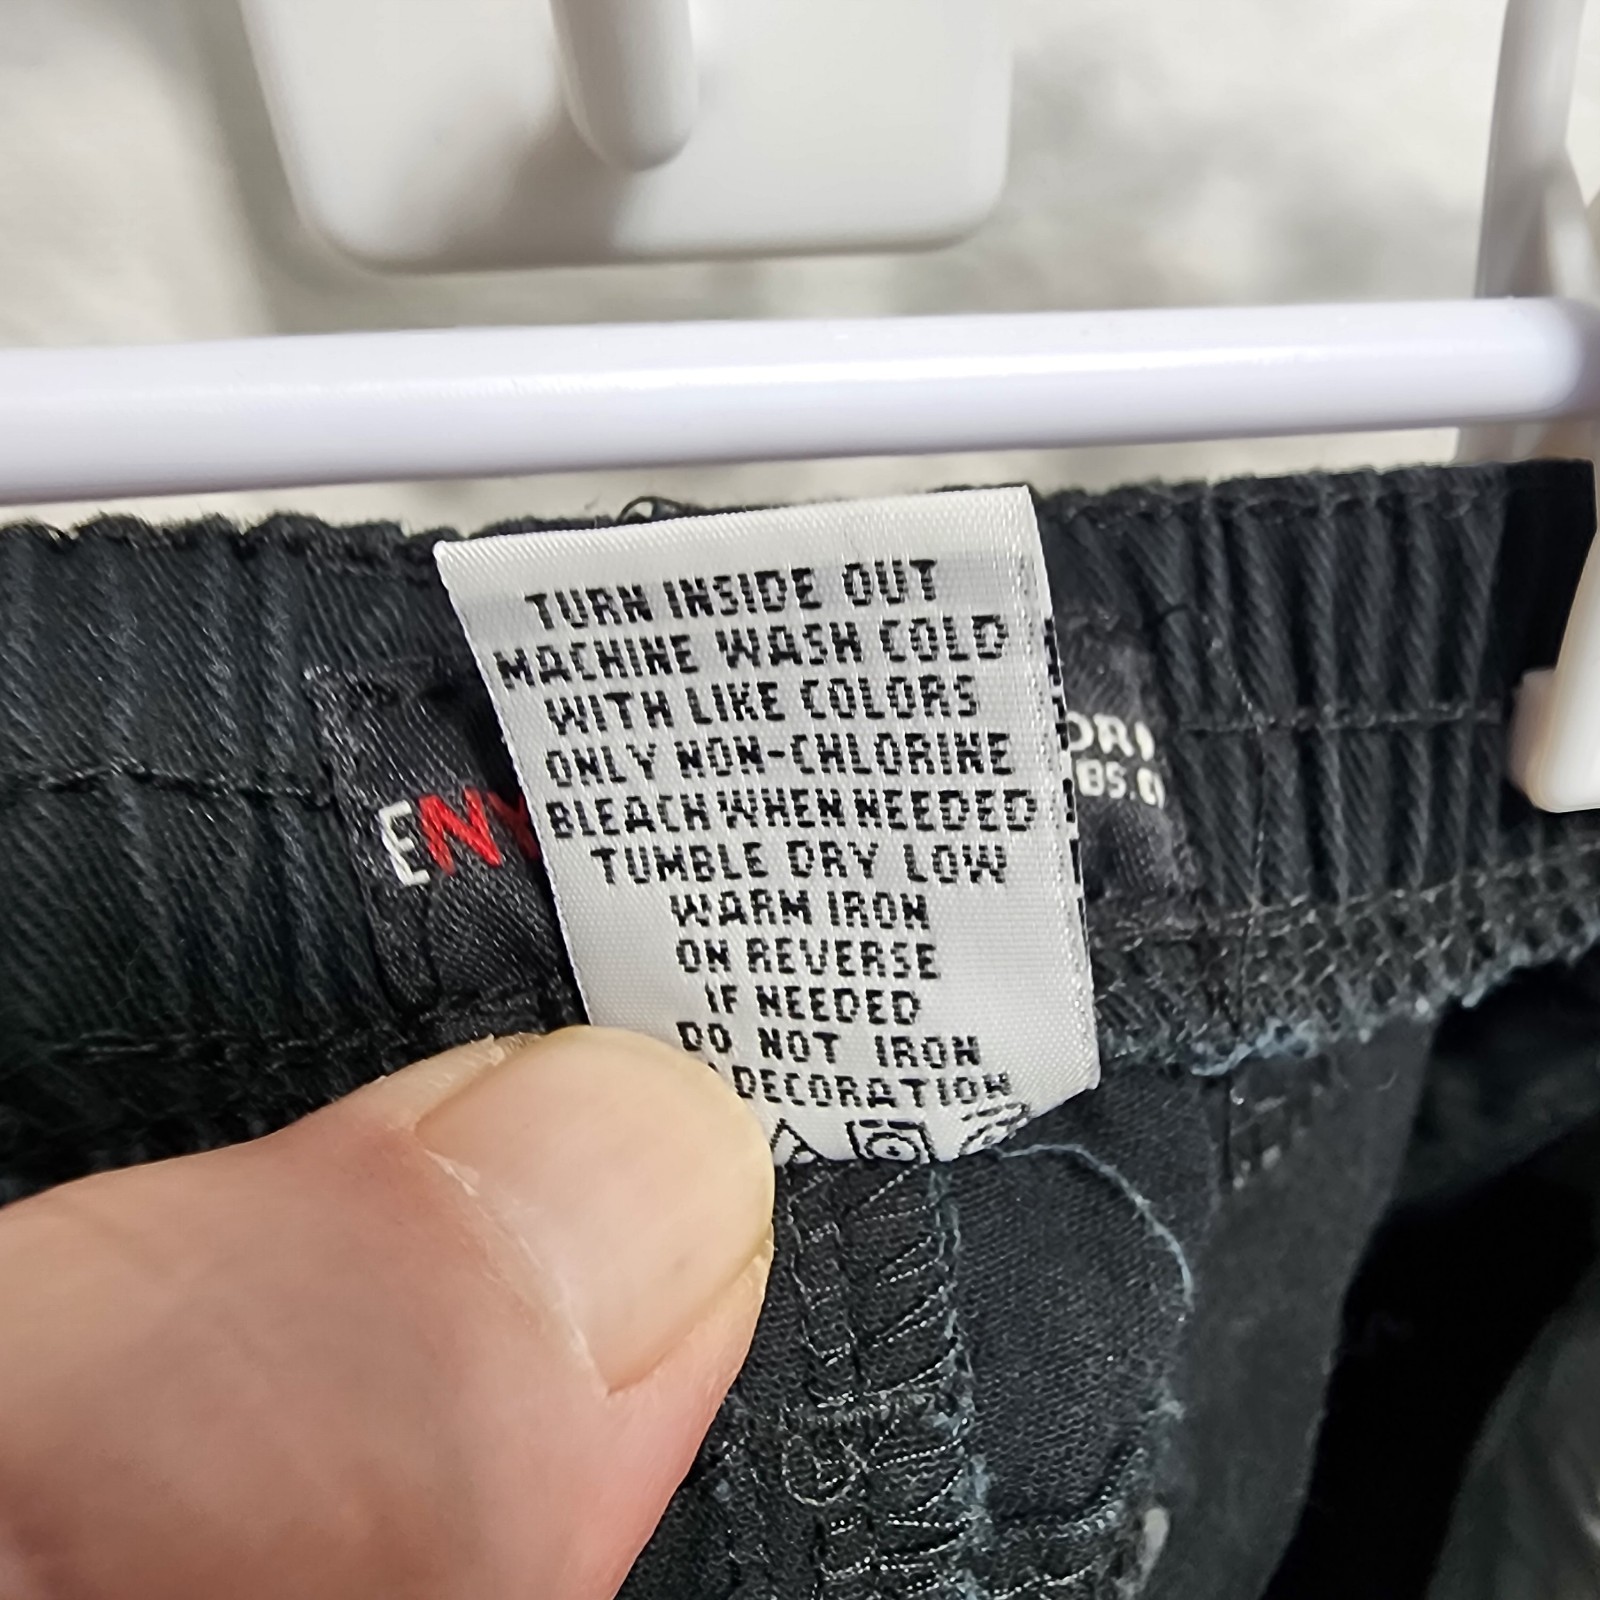 TURN INSIDE OUT
MACHINE WASH COLD
WITH LIKE COLORS
ONLY NON-CHLORINE
BLEACH WHEN NEEDED
TUMBLE DRY LOW
WARM IRON
ON REVERSE
IF NEEDED
DO NOT IRON
DECORATION